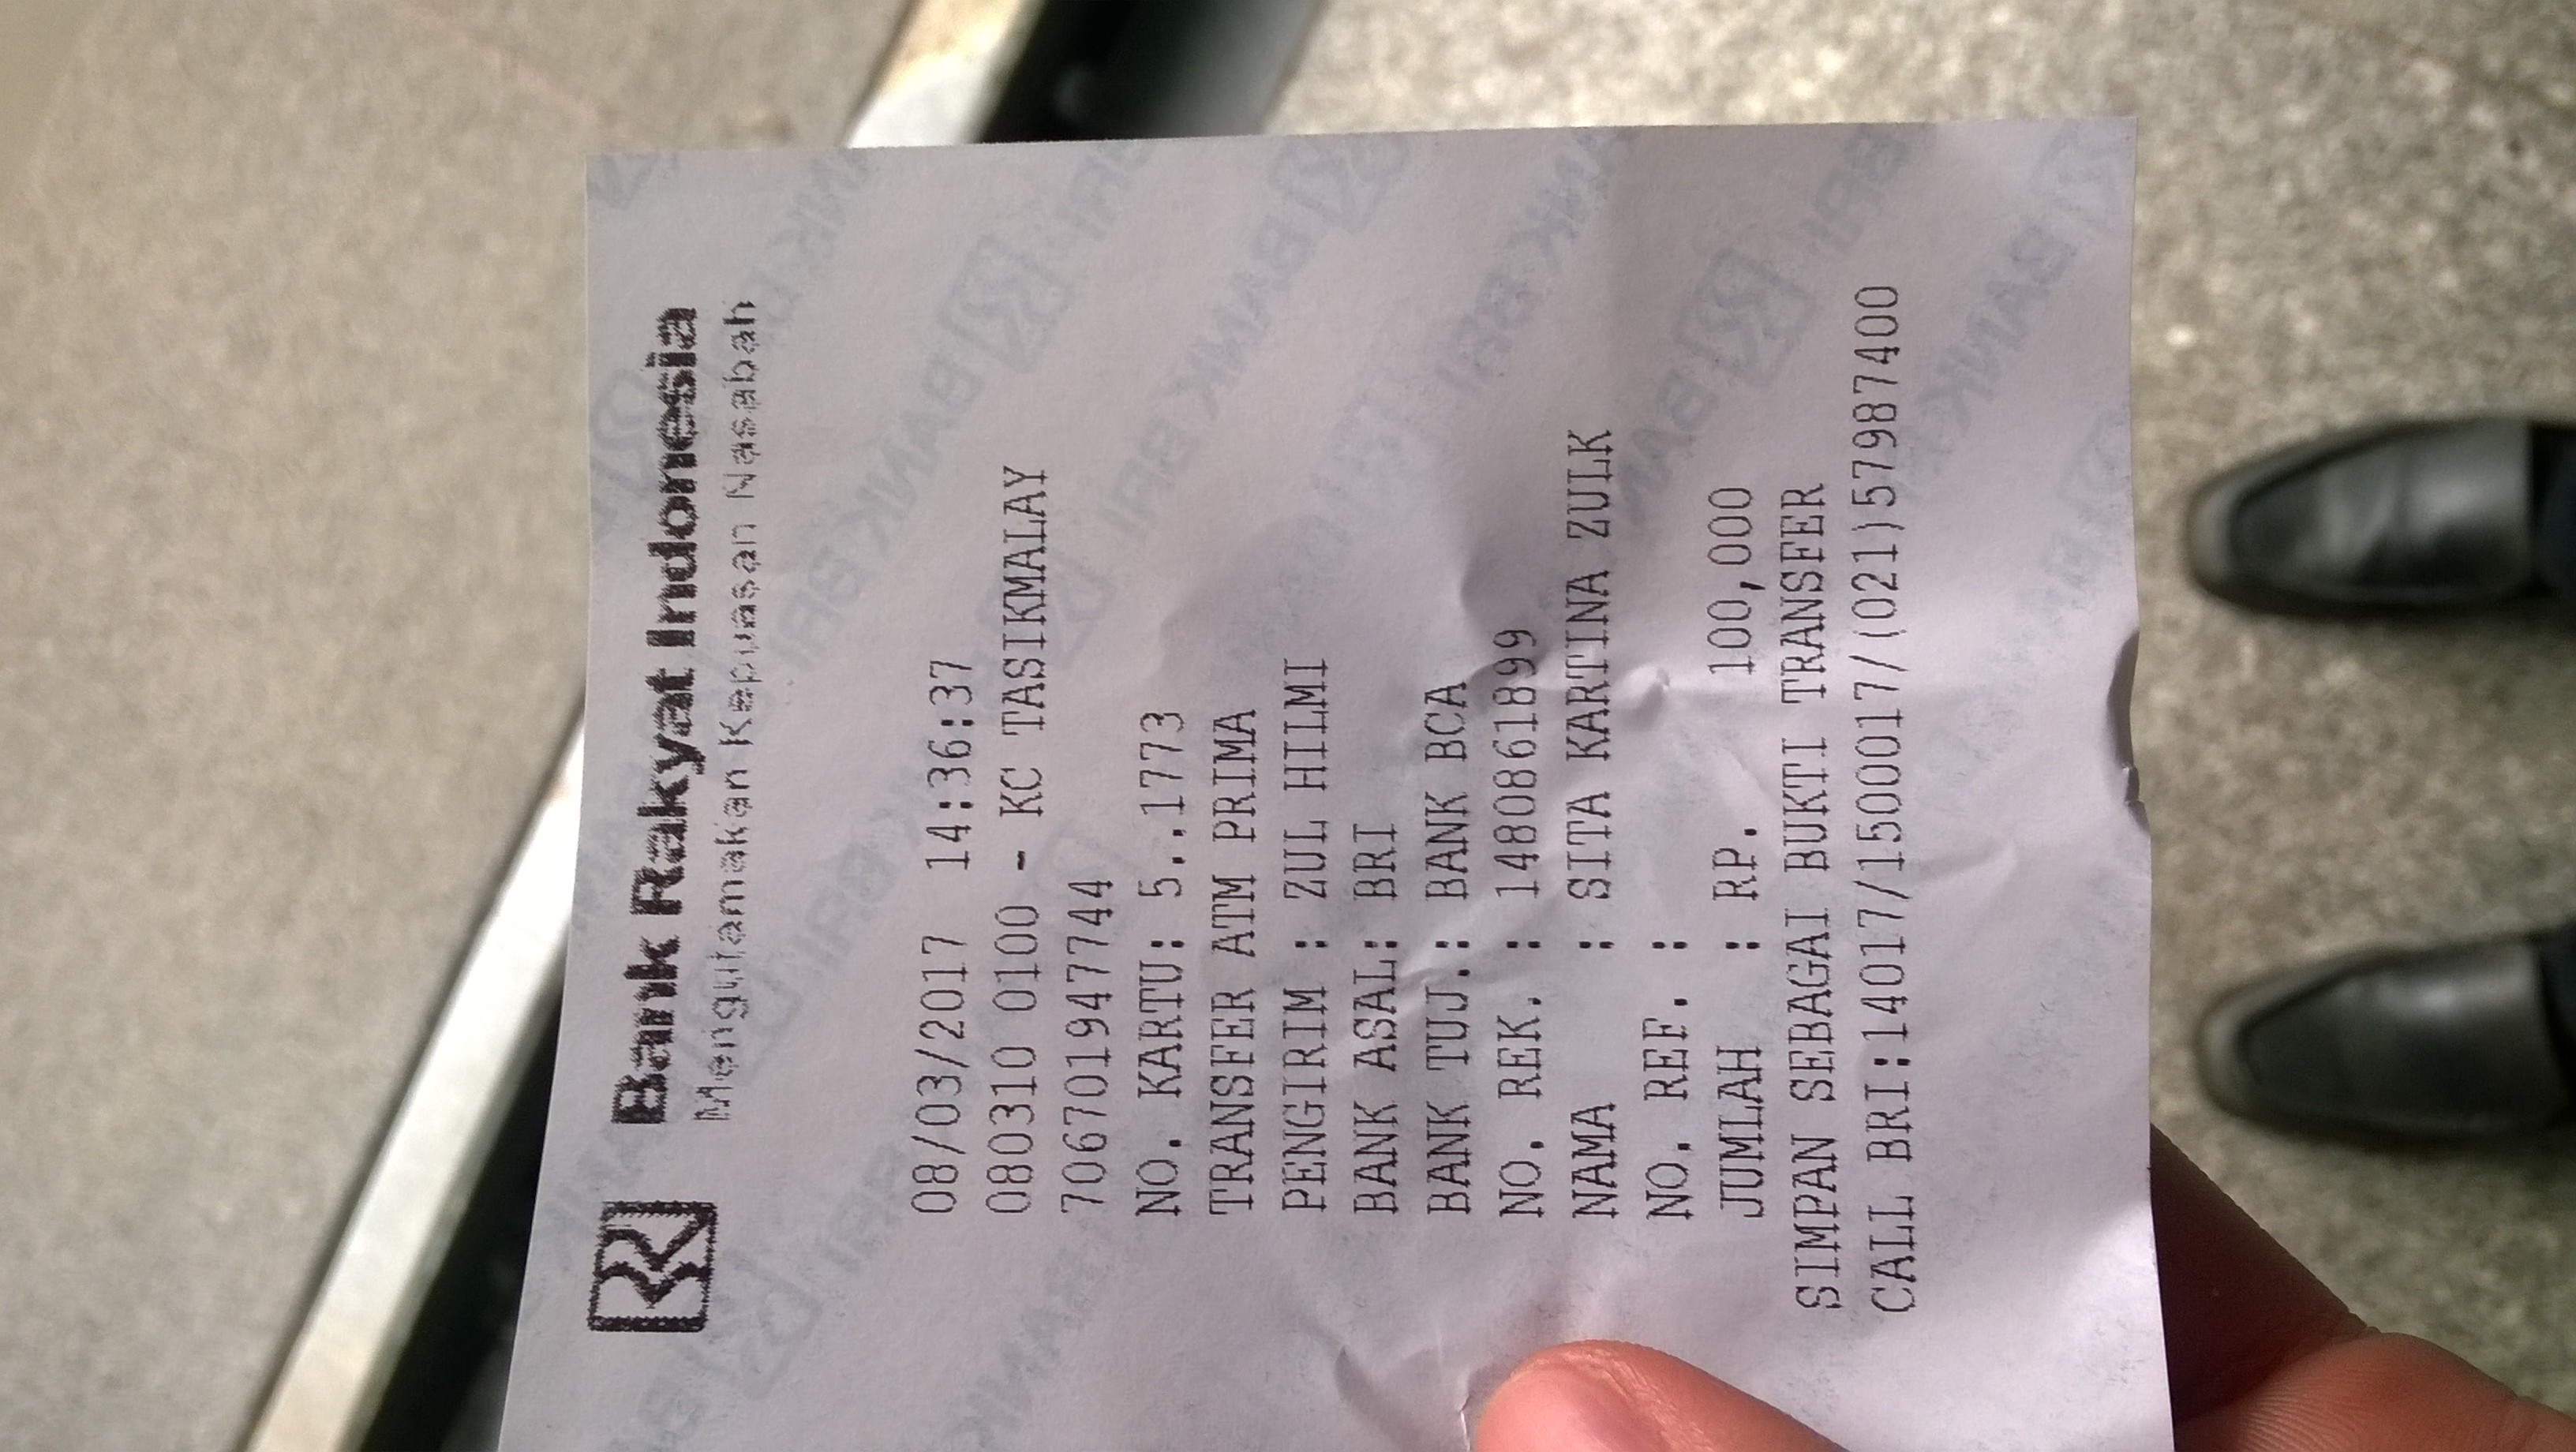 Bank Rakyat Indonesia
Mengutamakan Kepuasan Nasabah
08/03/2017 14:36:37
080310 0100 - KC TASIKMALAY
706701947744
NO. KARTU: 5..1773
TRANSFER ATM PRIMA
PENGIRIM : ZUL HILMI
BANK ASAL: BRI
BANK TUJ.: BANK BCA
NO. REK. : 1480861899
NAMA : SITA KARTINA ZULK
NO. REF. :
JUMLAH : RP. 100,000
SIMPAN SEBAGAI BUKTI TRANSFER
CALL BRI:14017/1500017/(021)57987400